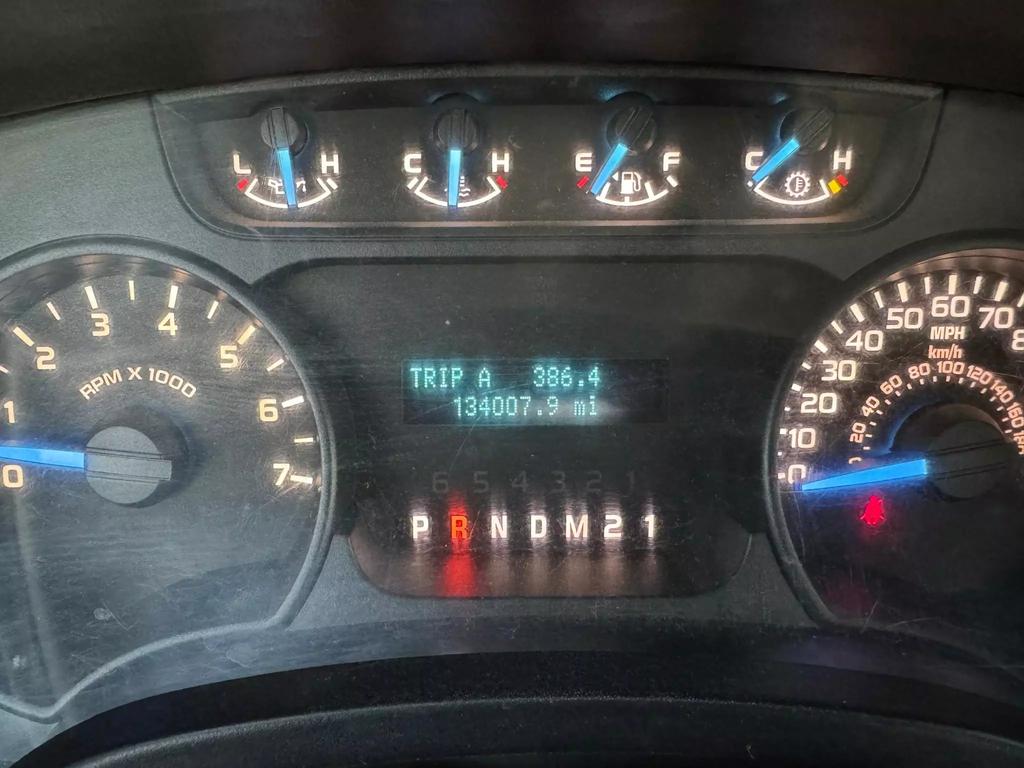 L H C H E F C H
0 1 2 3 4 5 6 7
RPM X 1000
TRIP A 386.4
134007.9 mi
6 5 4 3 2 1
P R N D M 2 1
0 10 20 30 40 50 60 70 8
MPH
km/h
0 20 40 60 80 100 120 140 160